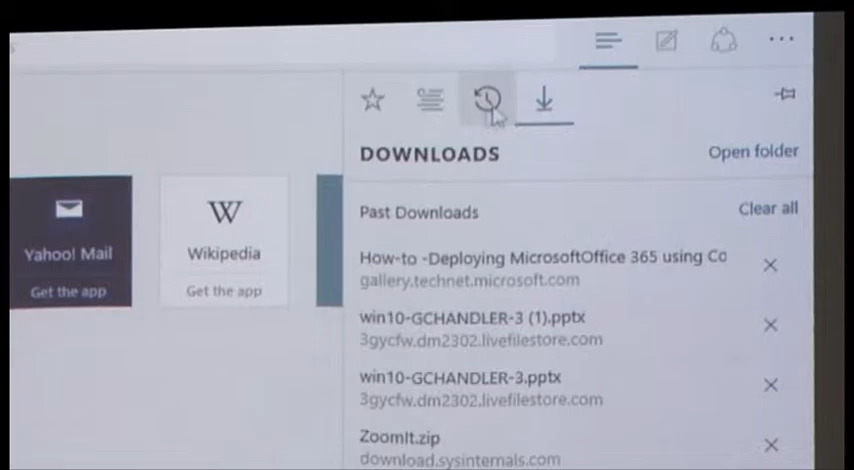 DOWNLOADS
Open folder
Past Downloads
Clear all
Yahoo! Mail
Get the app
W
Wikipedia
Get the app
How-to -Deploying MicrosoftOffice 365 using Co
gallery.technet.microsoft.com
win10-GCHANDLER-3 (1).pptx
3gycfw.dm2302.livefilestore.com
win10-GCHANDLER-3.pptx
3gycfw.dm2302.livefilestore.com
ZoomIt.zip
download.sysinternals.com